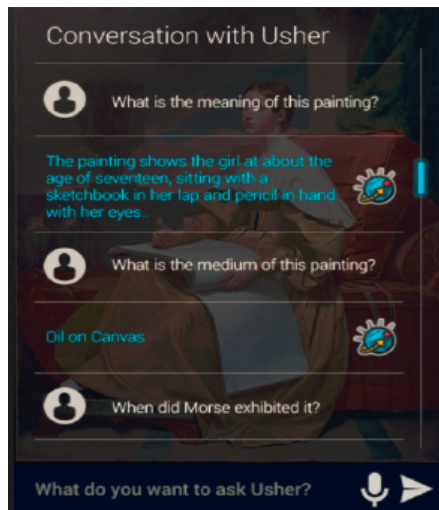 Conversation with Usher
What is the meaning of this painting?
The painting shows the girl at about the
age of seventeen, sitting with a
sketchbook in her lap and pencil in hand
with her eyes..
What is the medium of this painting?
Oil on Canvas
When did Morse exhibited it?
What do you want to ask Usher?